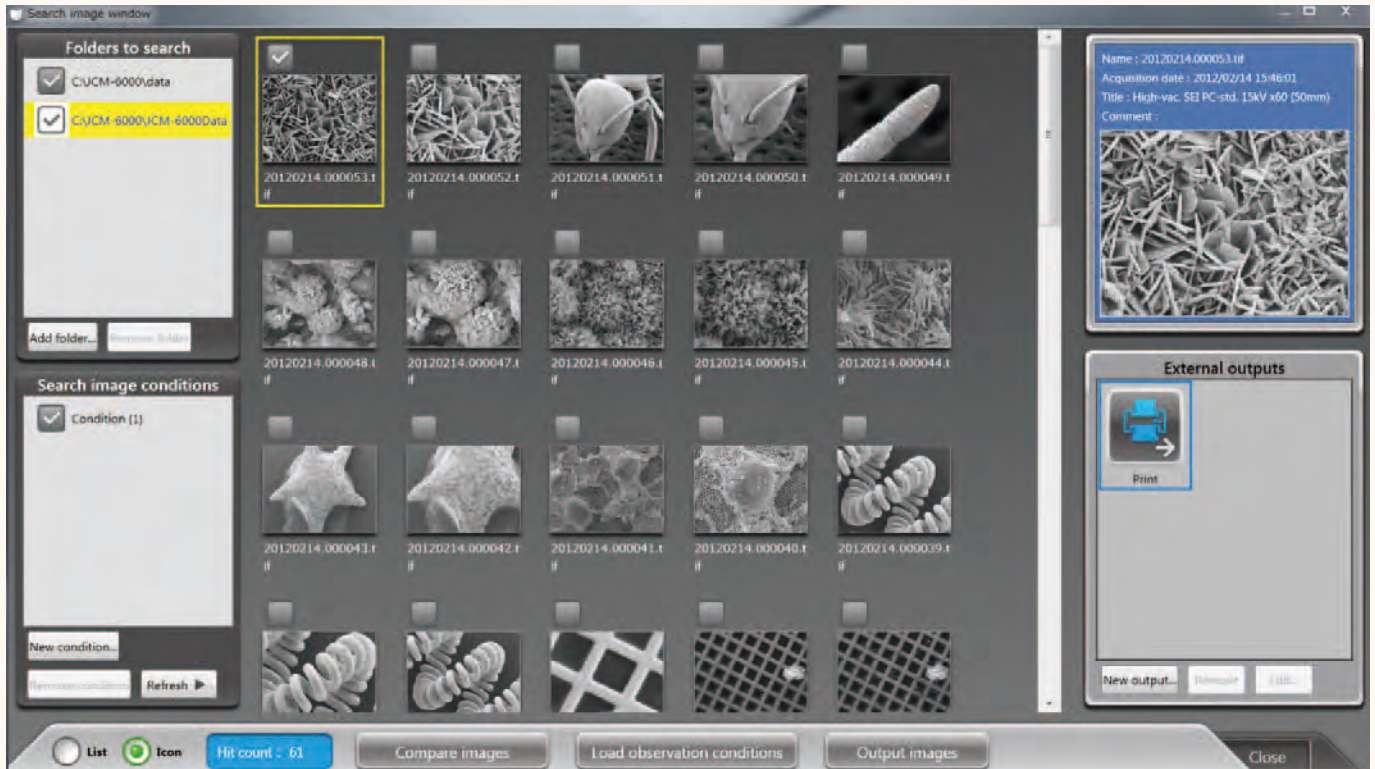 Search image window
Folders to search
C:\JCM-6000\data
C:\JCM-6000\JCM-6000Data
Add folder...
Remove folder
Search image conditions
Condition (1)
New condition...
Remove condition
Refresh
20120214.000053.t
if
20120214.000052.t
if
20120214.000051.t
if
20120214.000050.t
if
20120214.000049.t
if
20120214.000048.t
if
20120214.000047.t
if
20120214.000046.t
if
20120214.000045.t
if
20120214.000044.t
if
20120214.000043.t
if
20120214.000042.t
if
20120214.000041.t
if
20120214.000040.t
if
20120214.000039.t
if
Name : 20120214.000053.tif
Acquisition date : 2012/02/14 15:46:01
Title : High-vac. SEI PC-std. 15kV x60 (50mm)
Comment :
External outputs
Print
New output...
Remove
Edit...
List
Icon
Hit count : 61
Compare images
Load observation conditions
Output images
Close